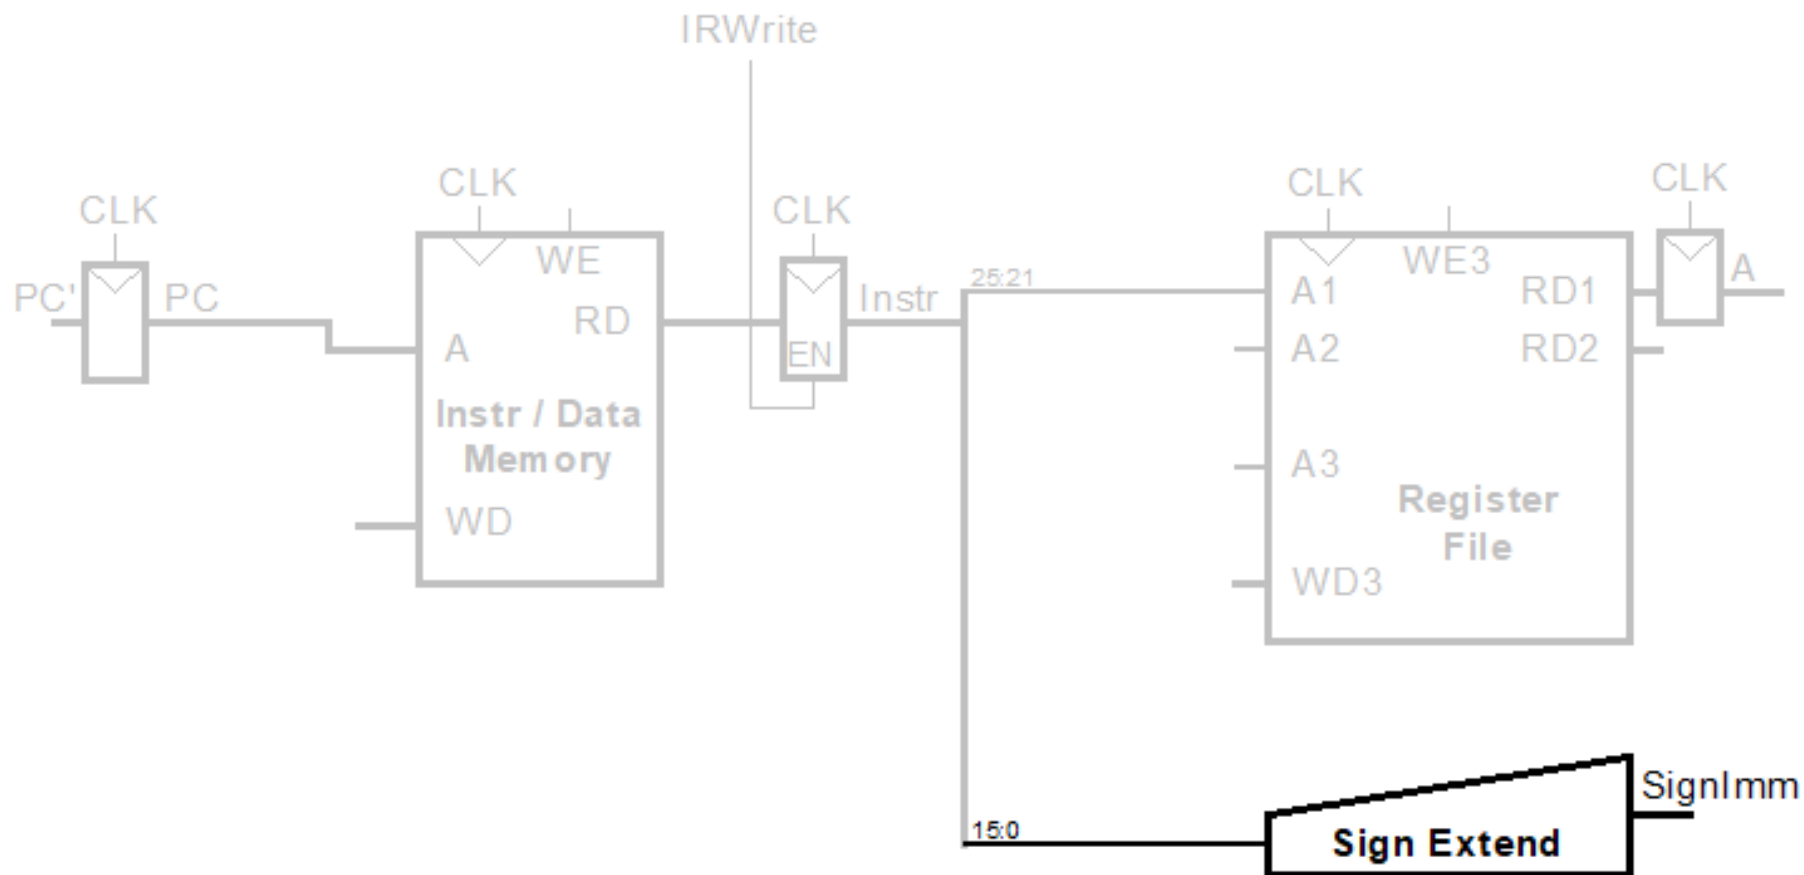 IRWrite
CLK
CLK
CLK
CLK
CLK
PC'
PC
WE
RD
A
Instr / Data
Memory
WD
EN
Instr
25:21
WE3
A1
RD1
A
A2
RD2
A3
Register
File
WD3
SignImm
15:0
Sign Extend